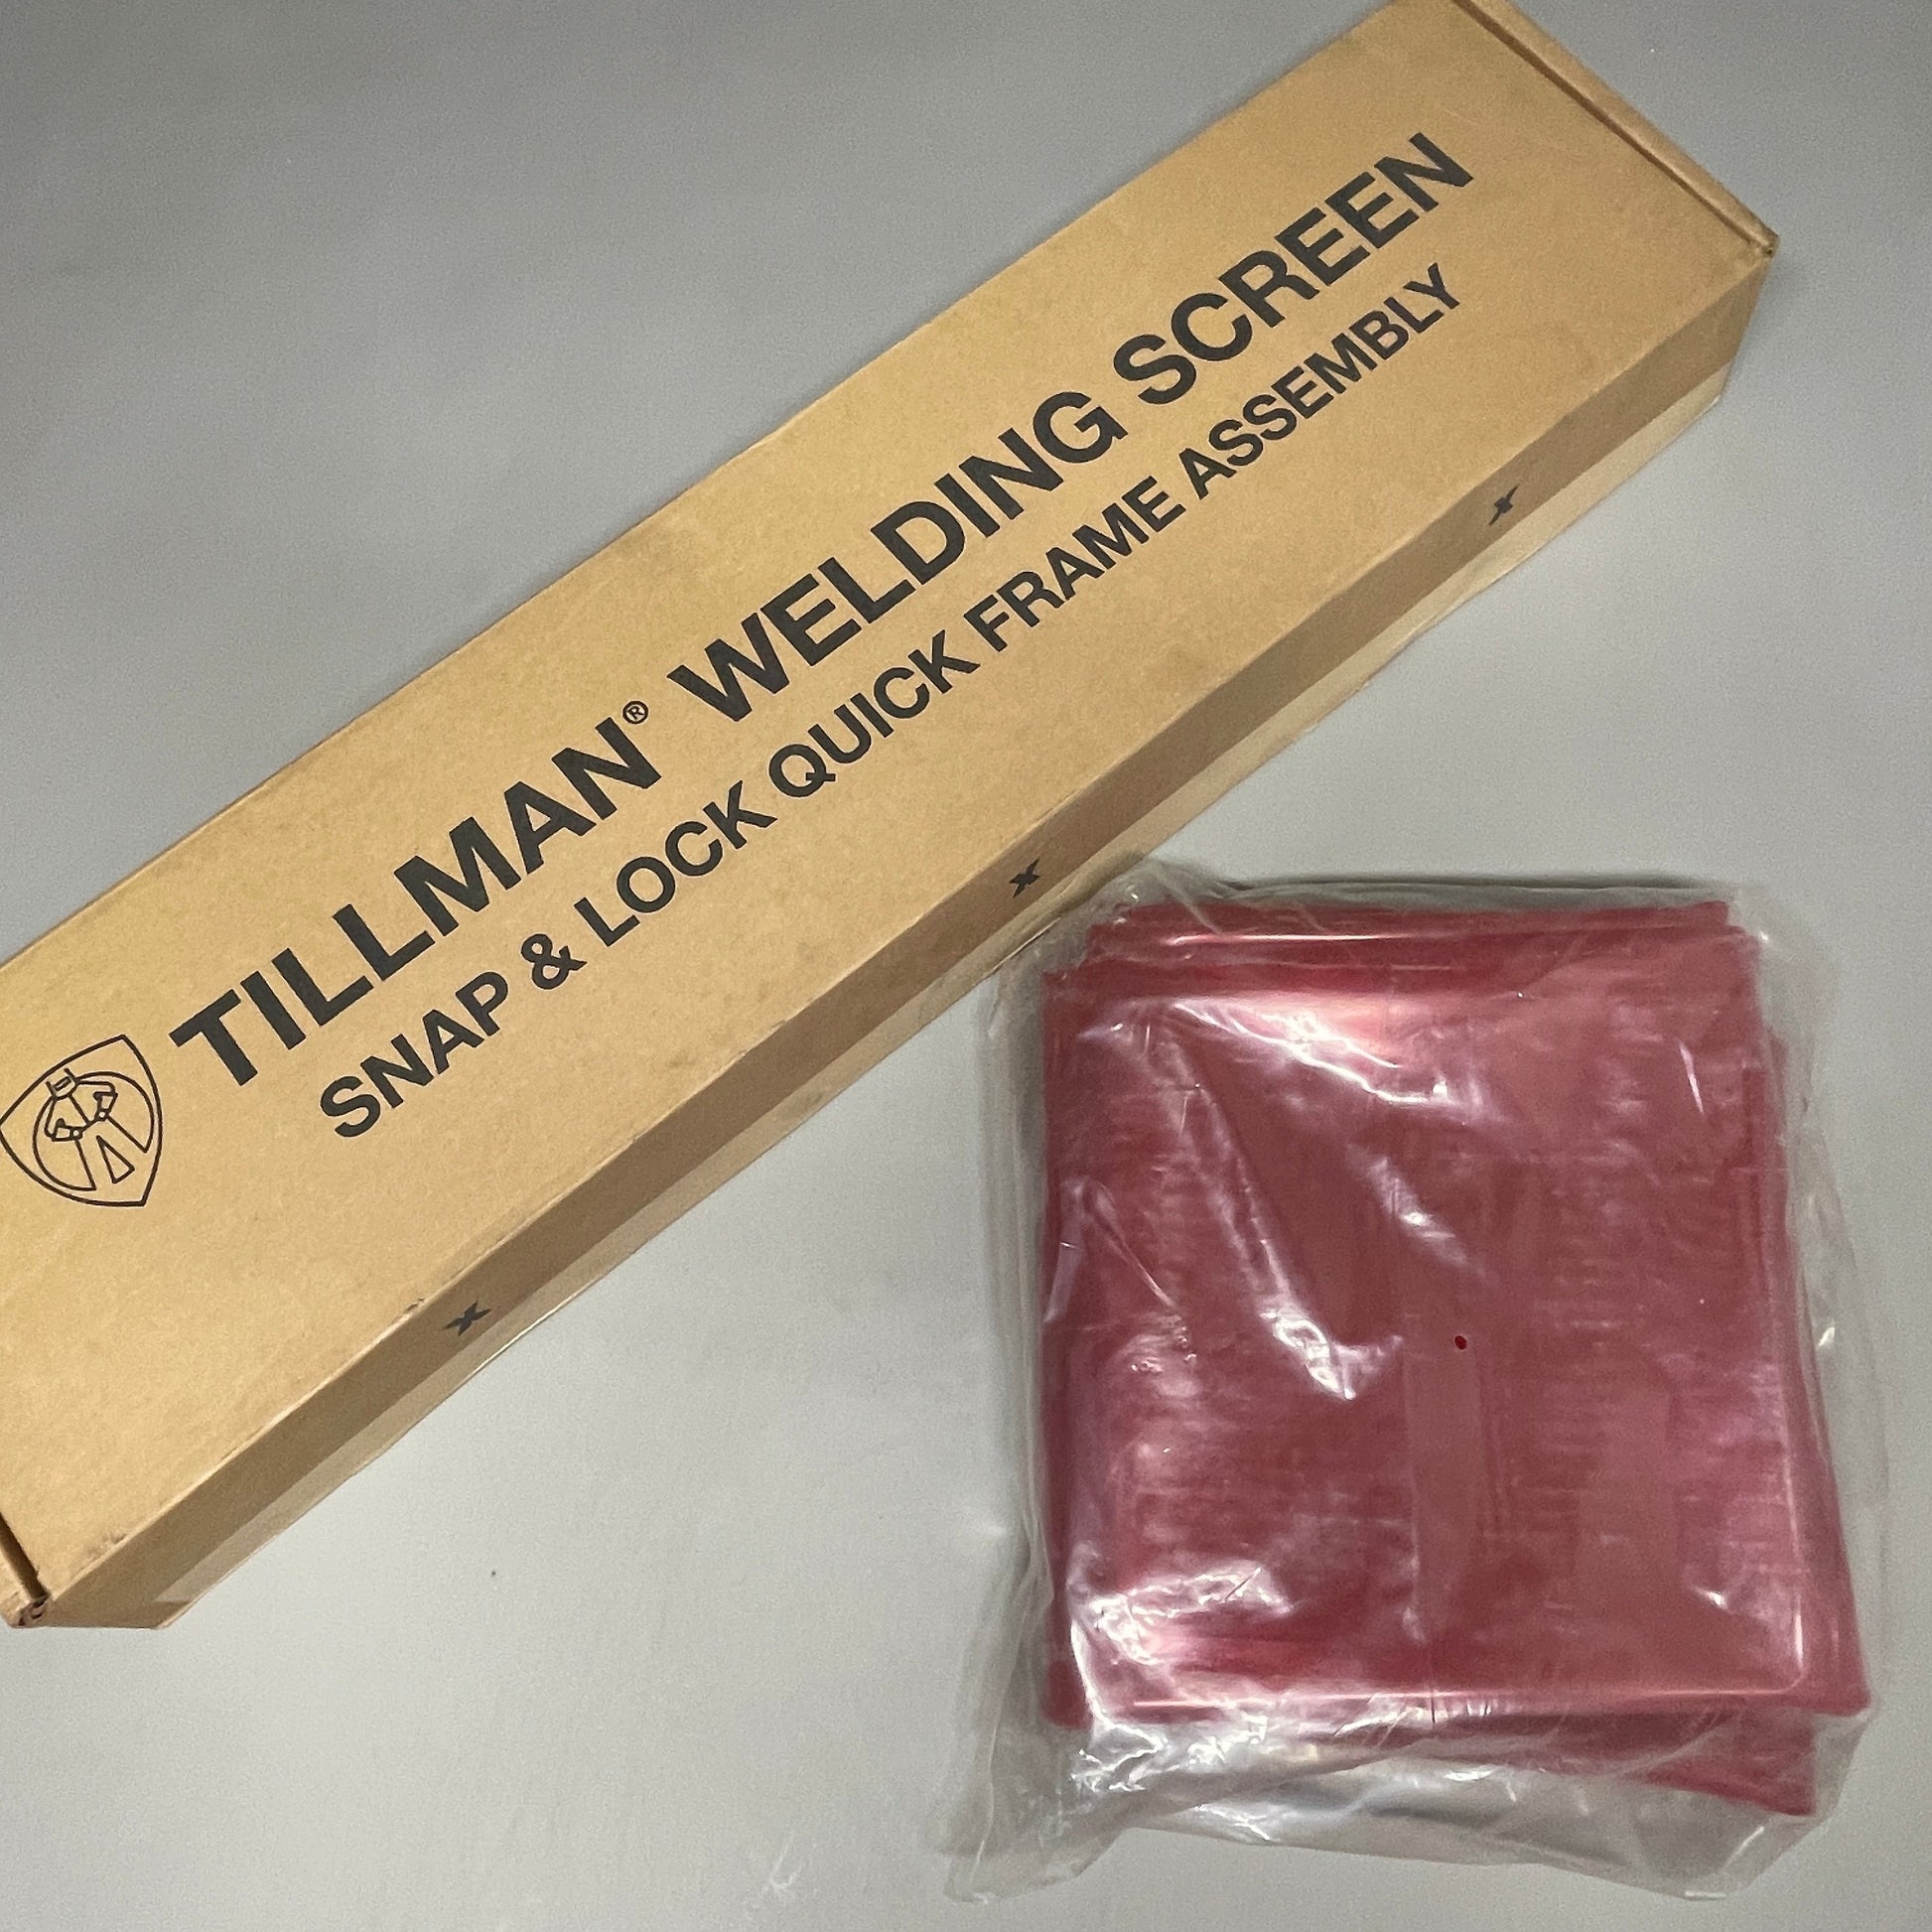 TILLMAN® WELDING SCREEN
SNAP & LOCK QUICK FRAME ASSEMBLY